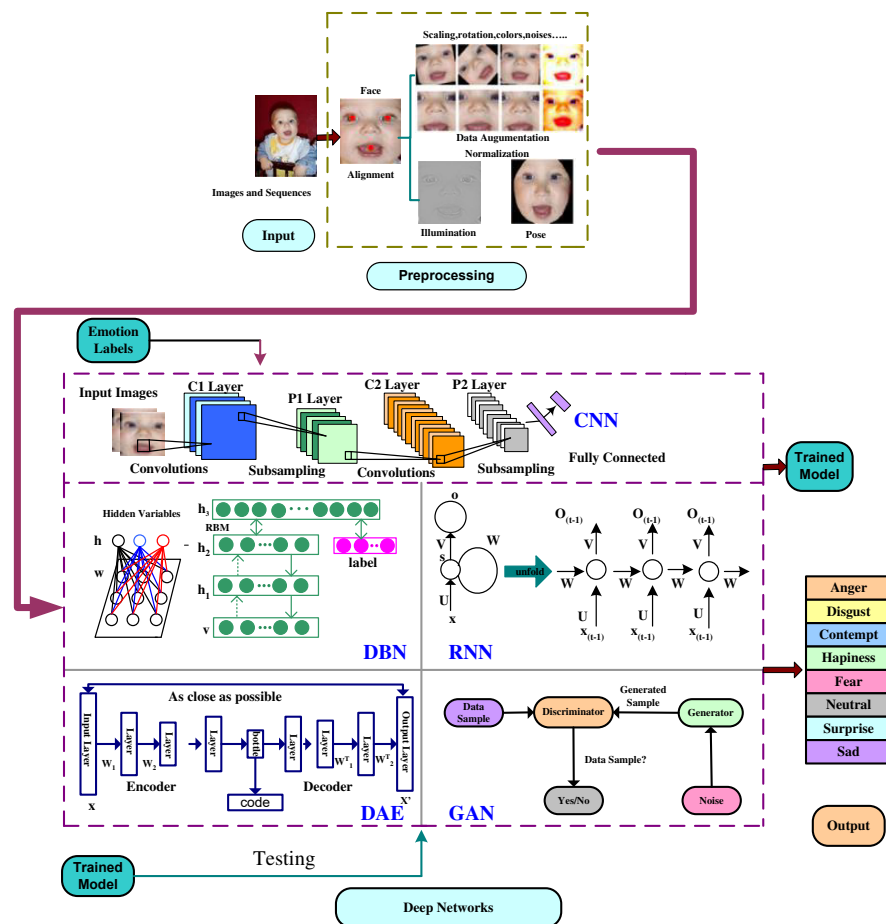 Scaling,rotation,colors,noises.....
Face
Data Augumentation
Normalization
Alignment
Images and Sequences
Illumination
Pose
Input
Preprocessing
Emotion
Labels
Input Images
C1 Layer
P1 Layer
C2 Layer
P2 Layer
CNN
Convolutions
Subsampling
Convolutions
Subsampling
Fully Connected
Trained
Model
Hidden Variables
h
w
h3
RBM
h2
label
h1
v
DBN
o
V
s
W
U
x
unfold
O(t-1)
O(t-1)
O(t-1)
V
V
V
W
W
W
W
U
U
U
x(t-1)
x(t-1)
x(t-1)
RNN
Anger
Disgust
Contempt
Hapiness
Fear
Neutral
Surprise
Sad
As close as possible
Input Layer
Layer
Layer
Layer
bottle
Layer
Layer
Layer
Output Layer
W1
W2
WT1
WT2
Encoder
Decoder
code
x
X'
DAE
Data
Sample
Discriminator
Generated
Sample
Generator
Data Sample?
Yes/No
Noise
GAN
Output
Testing
Trained
Model
Deep Networks